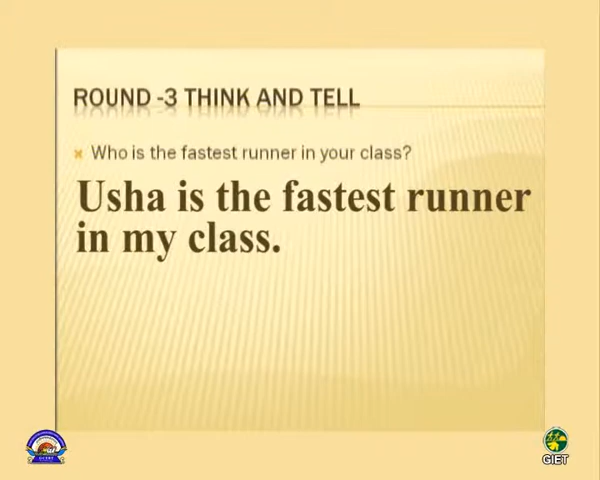 ROUND -3 THINK AND TELL
Who is the fastest runner in your class?
Usha is the fastest runner
in my class.
GIET